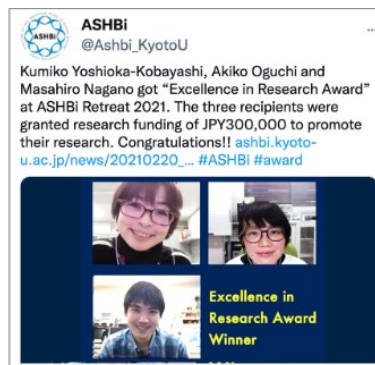 ASHBi
ASHBi
@Ashbi_KyotoU
Kumiko Yoshioka-Kobayashi, Akiko Oguchi and
Masahiro Nagano got “Excellence in Research Award”
at ASHBi Retreat 2021. The three recipients were
granted research funding of JPY300,000 to promote
their research. Congratulations!! ashbi.kyoto-
u.ac.jp/news/20210220_... #ASHBi #award
Excellence in
Research Award
Winner